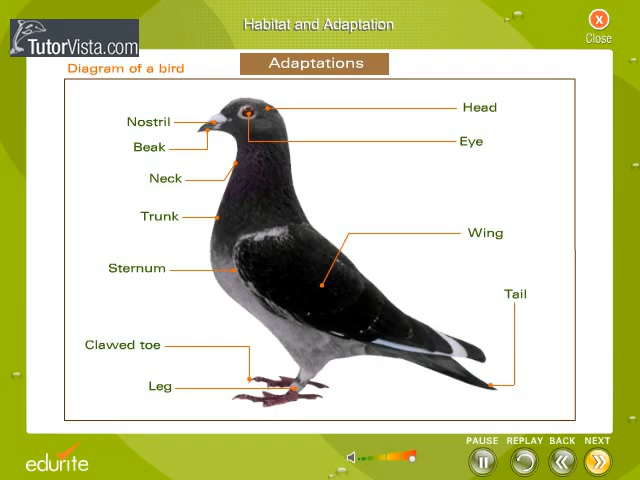 Habitat and Adaptation
X
Close
TutorVista.com
Diagram of a bird
Adaptations
Head
Nostril
Eye
Beak
Neck
Trunk
Wing
Sternum
Tail
Clawed toe
Leg
PAUSE REPLAY BACK NEXT
edurite